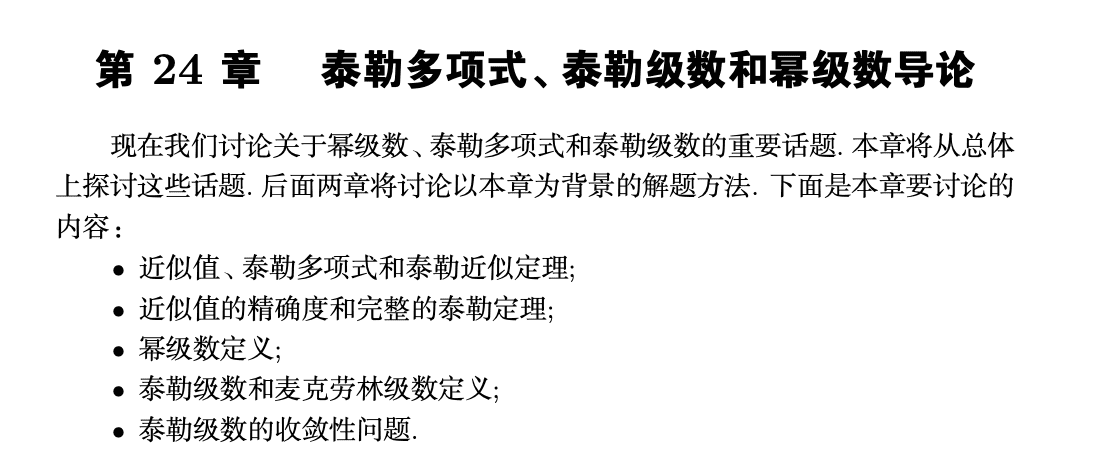 第 24 章 泰勒多项式、泰勒级数和幂级数导论
现在我们讨论关于幂级数、泰勒多项式和泰勒级数的重要话题. 本章将从总体
上探讨这些话题. 后面两章将讨论以本章为背景的解题方法. 下面是本章要讨论的
内容:
• 近似值、泰勒多项式和泰勒近似定理;
• 近似值的精确度和完整的泰勒定理;
• 幂级数定义;
• 泰勒级数和麦克劳林级数定义;
• 泰勒级数的收敛性问题.